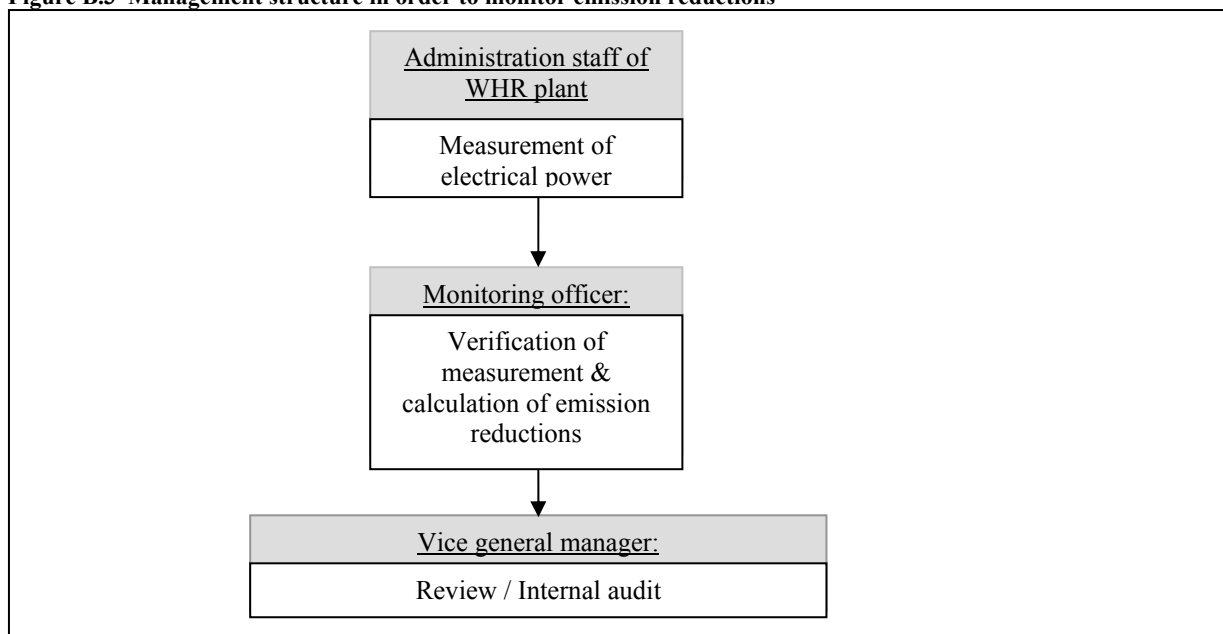 Figure B.3 Management structure in order to monitor emission reductions
Administration staff of
WHR plant
Measurement of
electrical power
Monitoring officer:
Verification of
measurement &
calculation of emission
reductions
Vice general manager:
Review / Internal audit